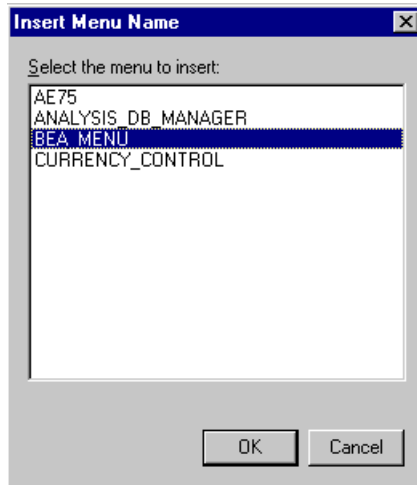 Insert Menu Name
Select the menu to insert:
AE75
ANALYSIS_DB_MANAGER
BEA_MENU
CURRENCY_CONTROL
OK
Cancel